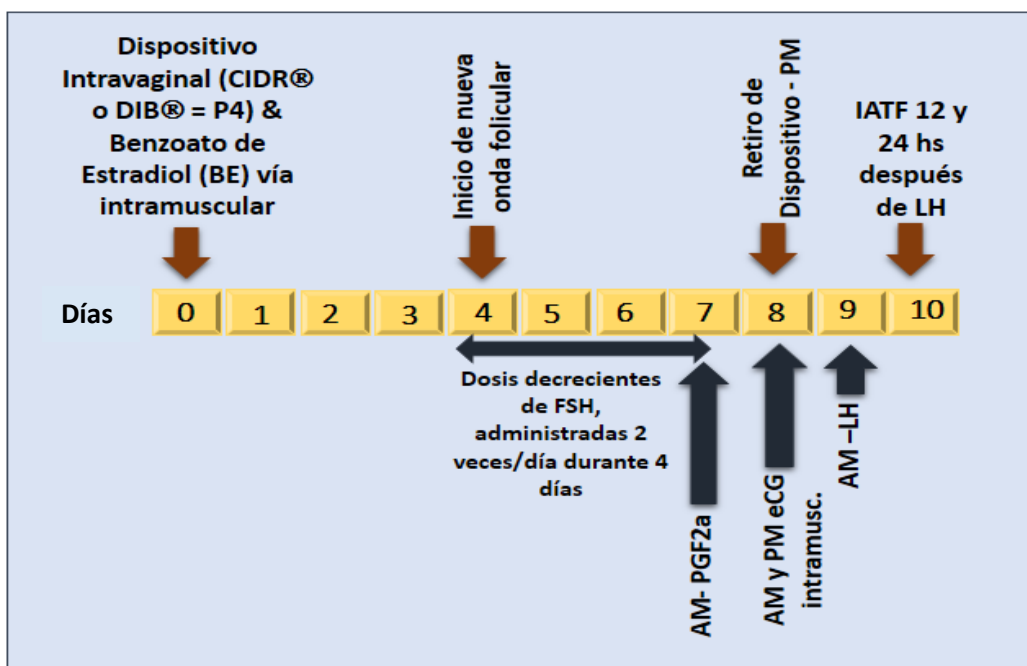 Dispositivo
Intravaginal (CIDR®
o DIB® = P4) &
Benzoato de
Estradiol (BE) vía
intramuscular
Inicio de nueva
onda folicular
Retiro de
Dispositivo - PM
IATF 12 y
24 hs
después
de LH
Días 0 1 2 3 4 5 6 7 8 9 10
Dosis decrecientes
de FSH,
administradas 2
veces/día durante 4
días
AM- PGF2a
AM y PM eCG
intramusc.
AM –LH